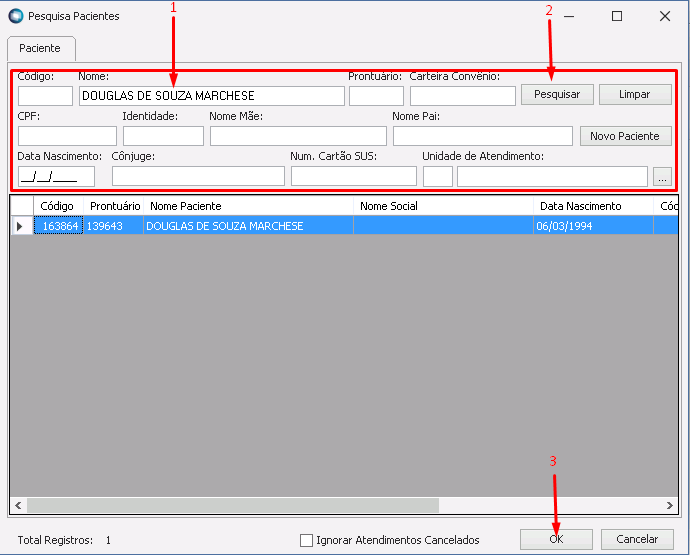 Pesquisa Pacientes
1
2
Paciente
Código: Nome: Prontuário: Carteira Convênio:
DOUGLAS DE SOUZA MARCHESE Pesquisar Limpar
CPF: Identidade: Nome Mãe: Nome Pai:
Novo Paciente
Data Nascimento: Cônjuge: Num. Cartão SUS: Unidade de Atendimento:
__/__/____ ...
Código Prontuário Nome Paciente Nome Social Data Nascimento Cód
163864 139643 DOUGLAS DE SOUZA MARCHESE 06/03/1994
3
Total Registros: 1 Ignorar Atendimentos Cancelados OK Cancelar